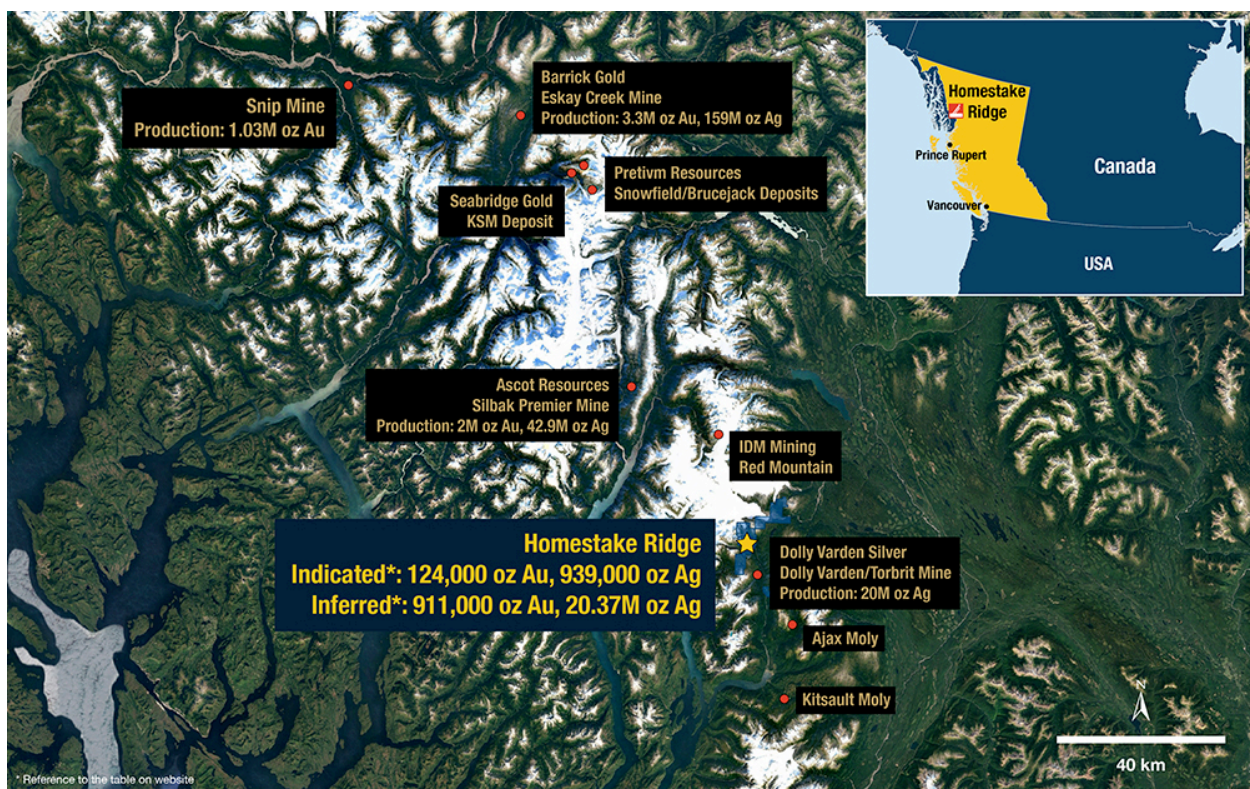 Snip Mine
Production: 1.03M oz Au
Barrick Gold
Eskay Creek Mine
Production: 3.3M oz Au, 159M oz Ag
Seabridge Gold
KSM Deposit
Pretivm Resources
Snowfield/Brucejack Deposits
Homestake
Ridge
Prince Rupert
Canada
Vancouver
USA
Ascot Resources
Silbak Premier Mine
Production: 2M oz Au, 42.9M oz Ag
IDM Mining
Red Mountain
Homestake Ridge
Indicated*: 124,000 oz Au, 939,000 oz Ag
Inferred*: 911,000 oz Au, 20.37M oz Ag
Dolly Varden Silver
Dolly Varden/Torbrit Mine
Production: 20M oz Ag
Ajax Moly
Kitsault Moly
N
40 km
* Reference to the table on website